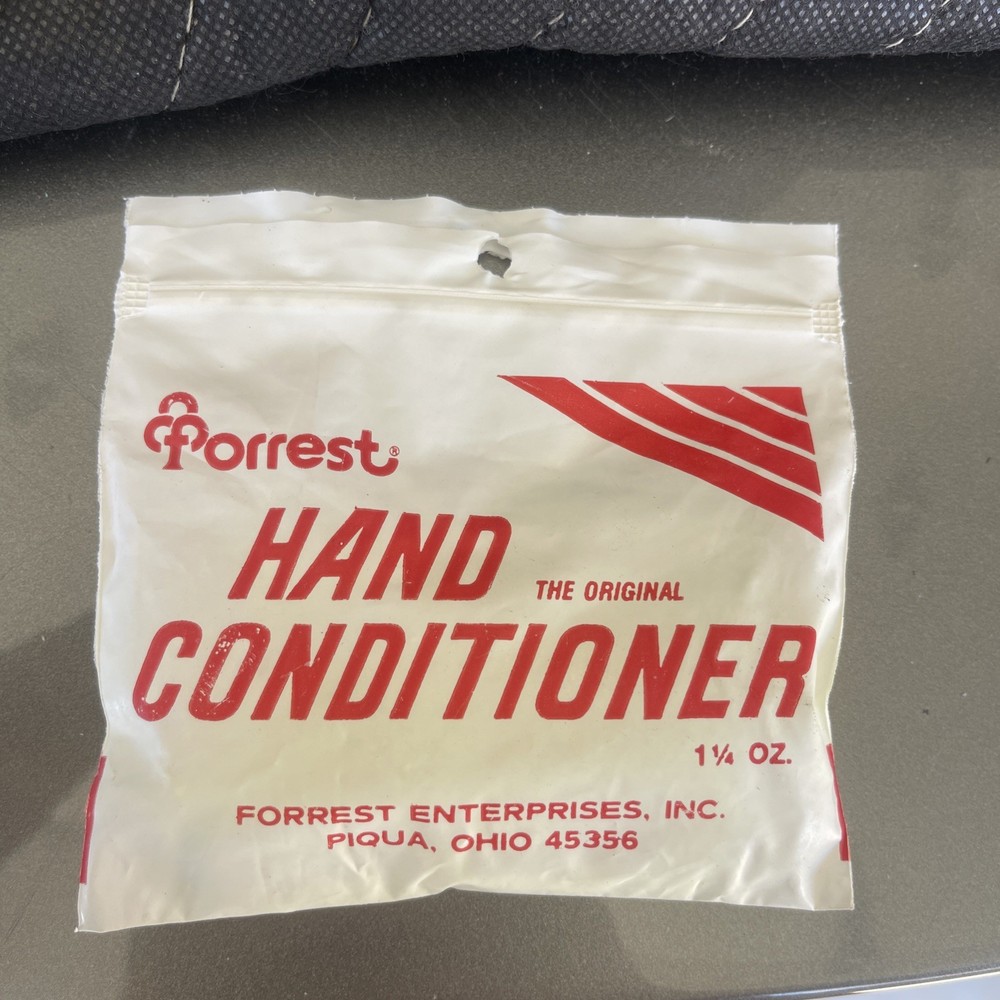 Forrest®
HAND THE ORIGINAL
CONDITIONER
1¼ OZ.
FORREST ENTERPRISES, INC.
PIQUA, OHIO 45356